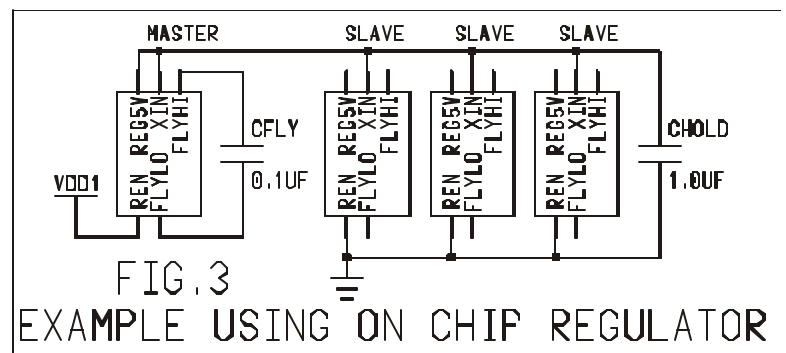 MASTER SLAVE SLAVE SLAVE
REN REG5V FLYLO XIN FLYHI
CFLY
0.1UF
REN REG5V FLYLO XIN FLYHI
REN REG5V FLYLO XIN FLYHI
REN REG5V FLYLO XIN FLYHI
CHOLD
1.0UF
VDD1
FIG.3
EXAMPLE USING ON CHIP REGULATOR